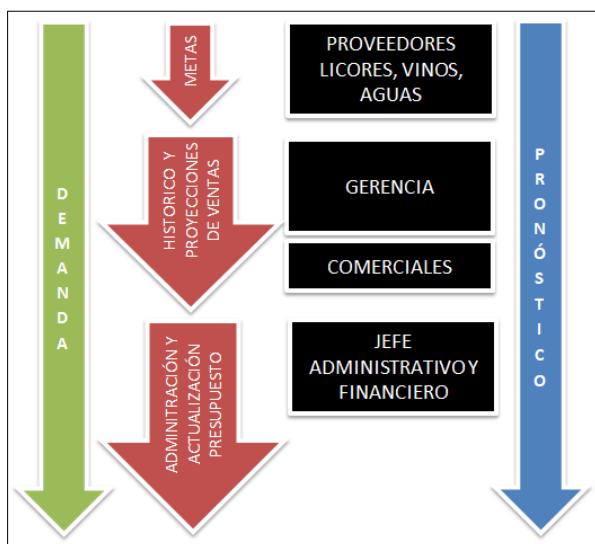 DEMANDA
METAS
PROVEEDORES
LICORES, VINOS,
AGUAS
HISTORICO Y
PROYECCIONES
DE VENTAS
GERENCIA
COMERCIALES
ADMINITRACIÓN Y
ACTUALIZACIÓN
PRESUPUESTO
JEFE
ADMINISTRATIVO Y
FINANCIERO
PRONÓSTICO